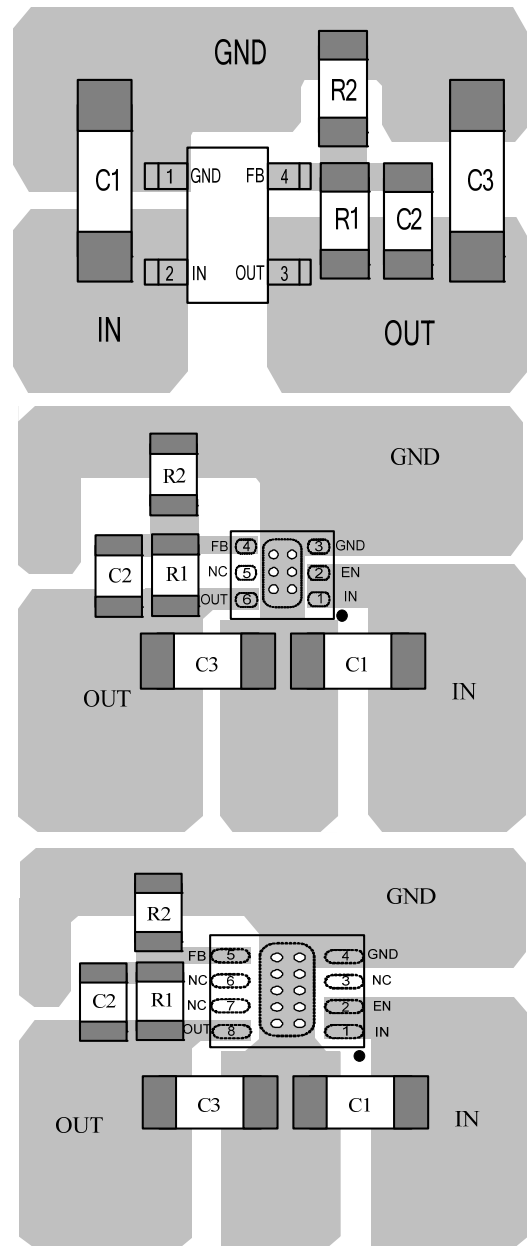 GND
R2
C1
1 GND FB 4
R1
C2
C3
2 IN OUT 3
IN
OUT
GND
R2
FB 4 3 GND
C2
R1
NC 5 2 EN
OUT 6 1 IN
C3
C1
OUT
IN
GND
R2
FB 5 4 GND
NC 6 3 NC
C2
R1
NC 7 2 EN
OUT 8 1 IN
C3
C1
OUT
IN